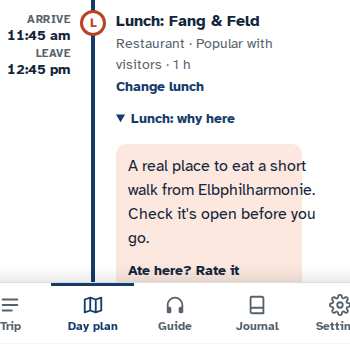 ARRIVE
11:45 am
LEAVE
12:45 pm
L
Lunch: Fang & Feld
Restaurant · Popular with
visitors · 1 h
Change lunch
▼ Lunch: why here
A real place to eat a short
walk from Elbphilharmonie.
Check it's open before you
go.
Ate here? Rate it
Trip
Day plan
Guide
Journal
Settin